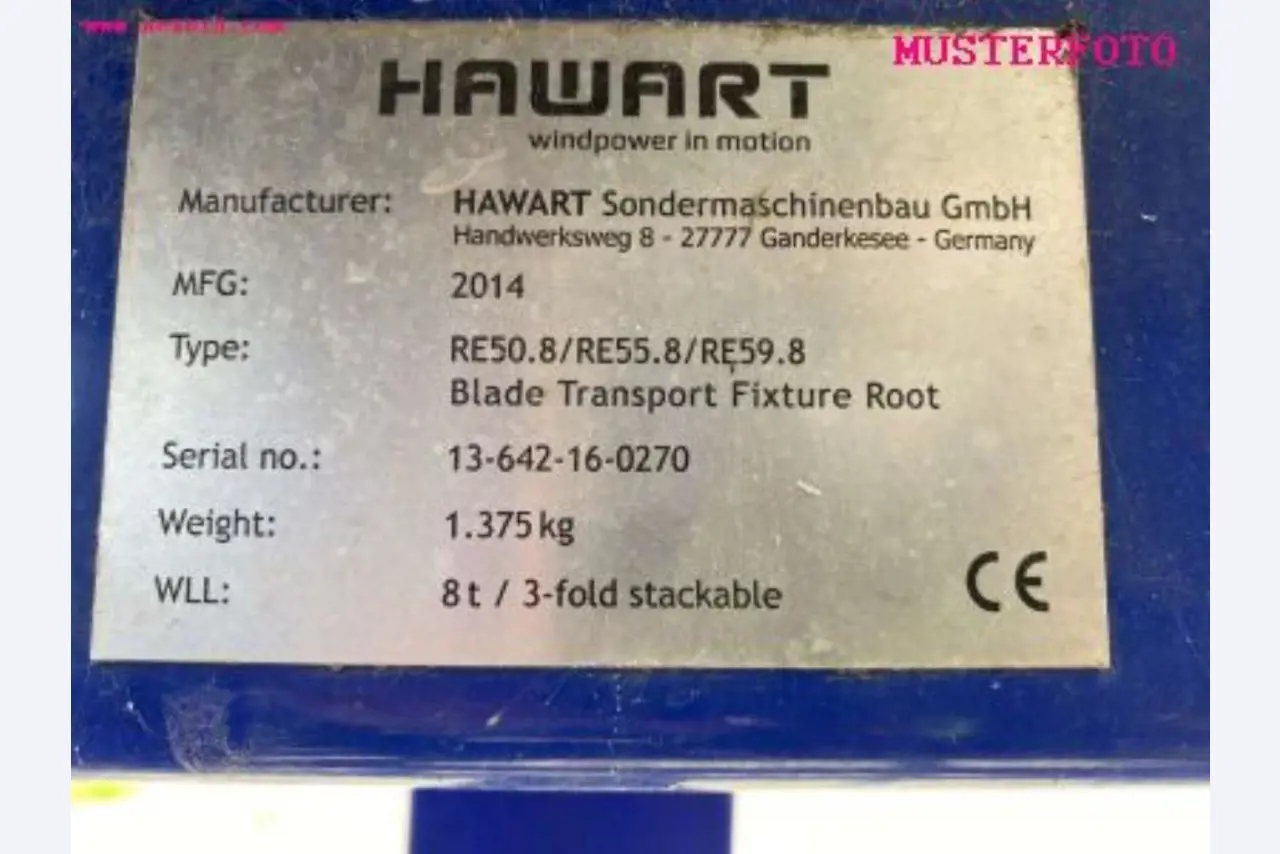 MUSTERFOTO
HAWART
windpower in motion
Manufacturer: HAWART Sondermaschinenbau GmbH
Handwerksweg 8 - 27777 Ganderkesee - Germany
MFG: 2014
Type: RE50.8/RE55.8/RE59.8
Blade Transport Fixture Root
Serial no.: 13-642-16-0270
Weight: 1.375 kg
WLL: 8 t / 3-fold stackable
CE